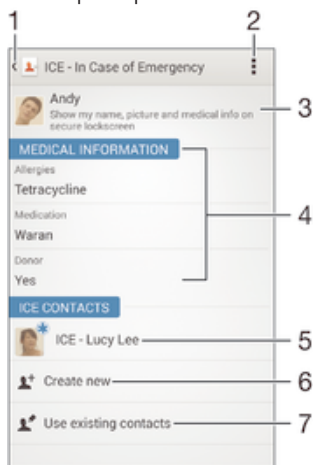 1
2
ICE - In Case of Emergency
Andy
Show my name, picture and medical info on
secure lockscreen
3
MEDICAL INFORMATION
Allergies
Tetracycline
Medication
Waran
4
Donor
Yes
ICE CONTACTS
ICE - Lucy Lee
5
Create new
6
Use existing contacts
7